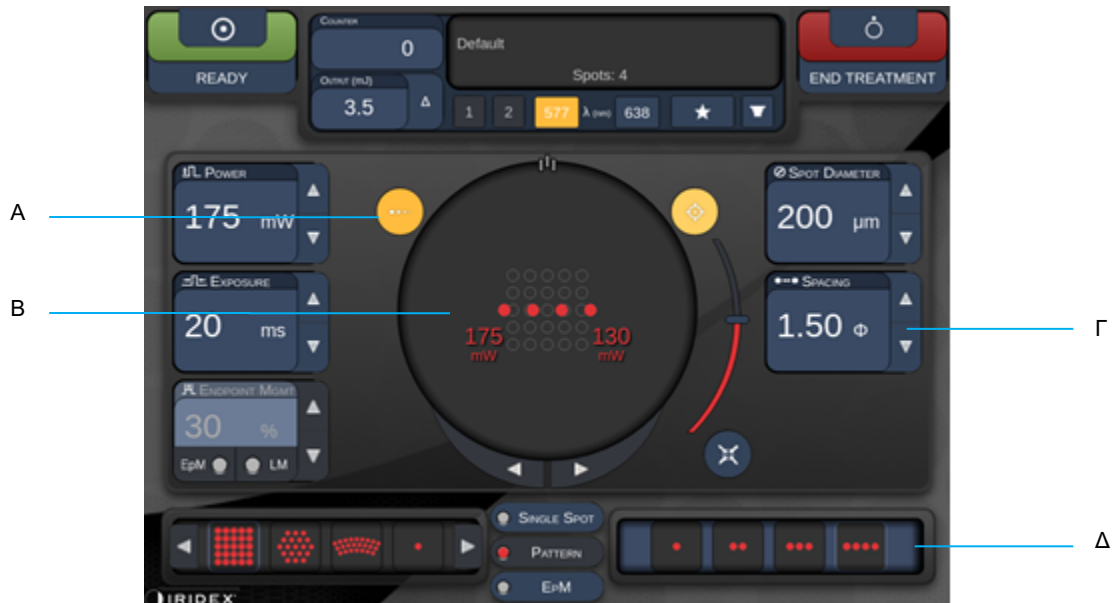 READY
COUNTER
0
OUTPUT (mJ)
3.5
Δ
Default
Spots: 4
1 2 577 λ (nm) 638
END TREATMENT
POWER
175 mW
EXPOSURE
20 ms
ENDPOINT MGMT
30 %
EpM LM
175 mW
130 mW
SPOT DIAMETER
200 µm
SPACING
1.50 Φ
A
B
Γ
Δ
SINGLE SPOT
PATTERN
EPM
IRIDEX